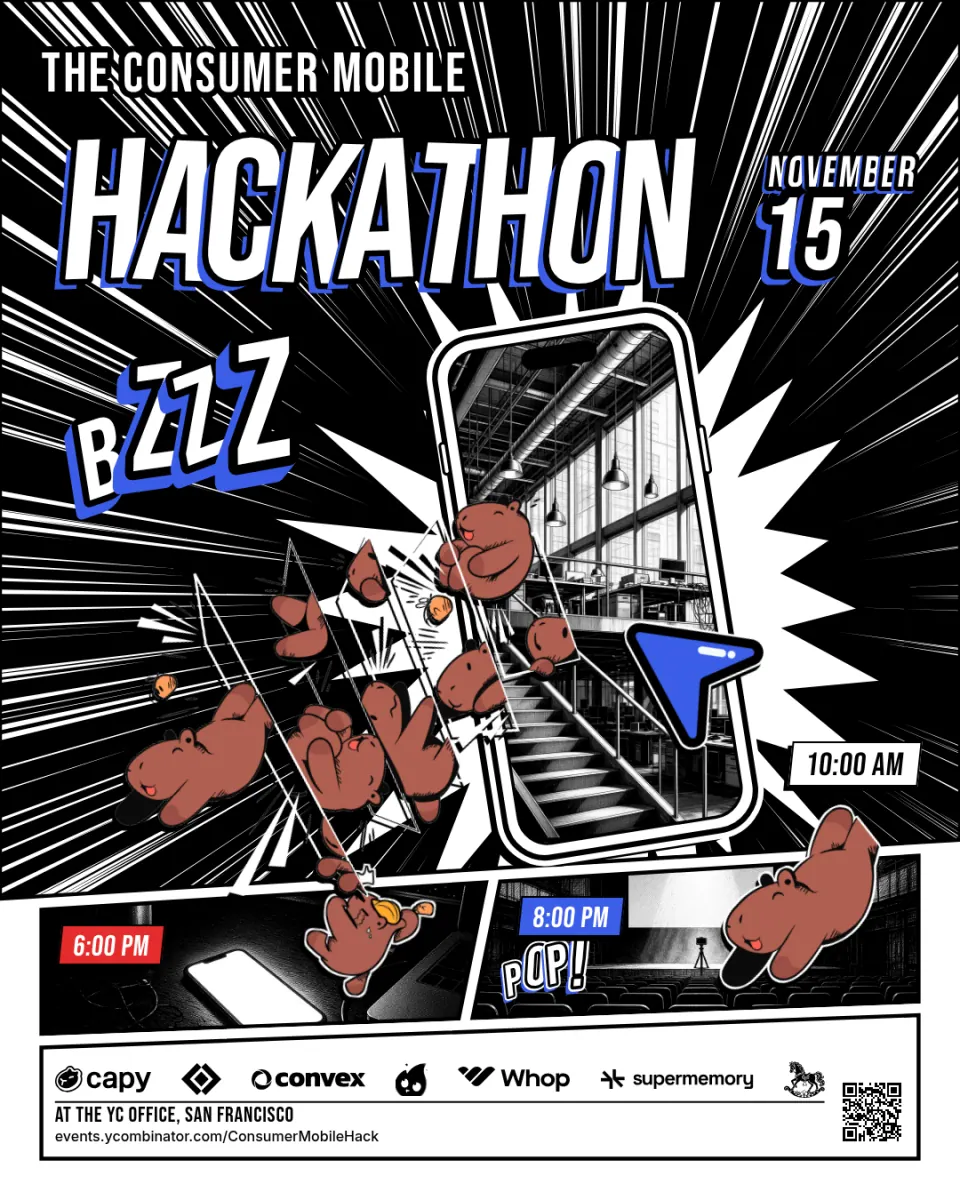 THE CONSUMER MOBILE
HACKATHON
NOVEMBER
15
BZZZ
10:00 AM
6:00 PM
8:00 PM
POP!
capy
convex
Whop
supermemory
AT THE YC OFFICE, SAN FRANCISCO
events.ycombinator.com/ConsumerMobileHack